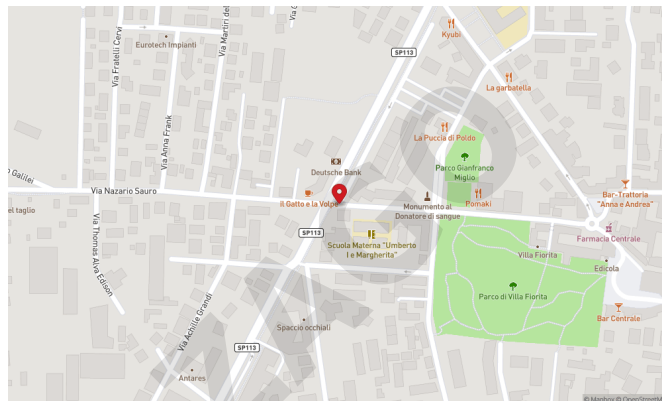 Kyubi
Via Martiri del
Via G
Via Fratelli Cervi
Eurotech Impianti
SP113
La garbatella
La Puccia di Poldo
Via Anna Frank
Parco Gianfranco
Miglio
Deutsche Bank
Galilei
Via Nazario Sauro
il Gatto e la Volpe
Pomaki
Bar-Trattoria
"Anna e Andrea"
Monumento al
Donatore di sangue
el taglio
SP113
Farmacia Centrale
Scuola Materna "Umberto
I e Margherita"
Via Thomas Alva Edison
Villa Fiorita
Edicola
Parco di Villa Fiorita
Via Achille Grandi
Spaccio occhiali
Bar Centrale
SP113
Antares
© Mapbox © OpenStreetM